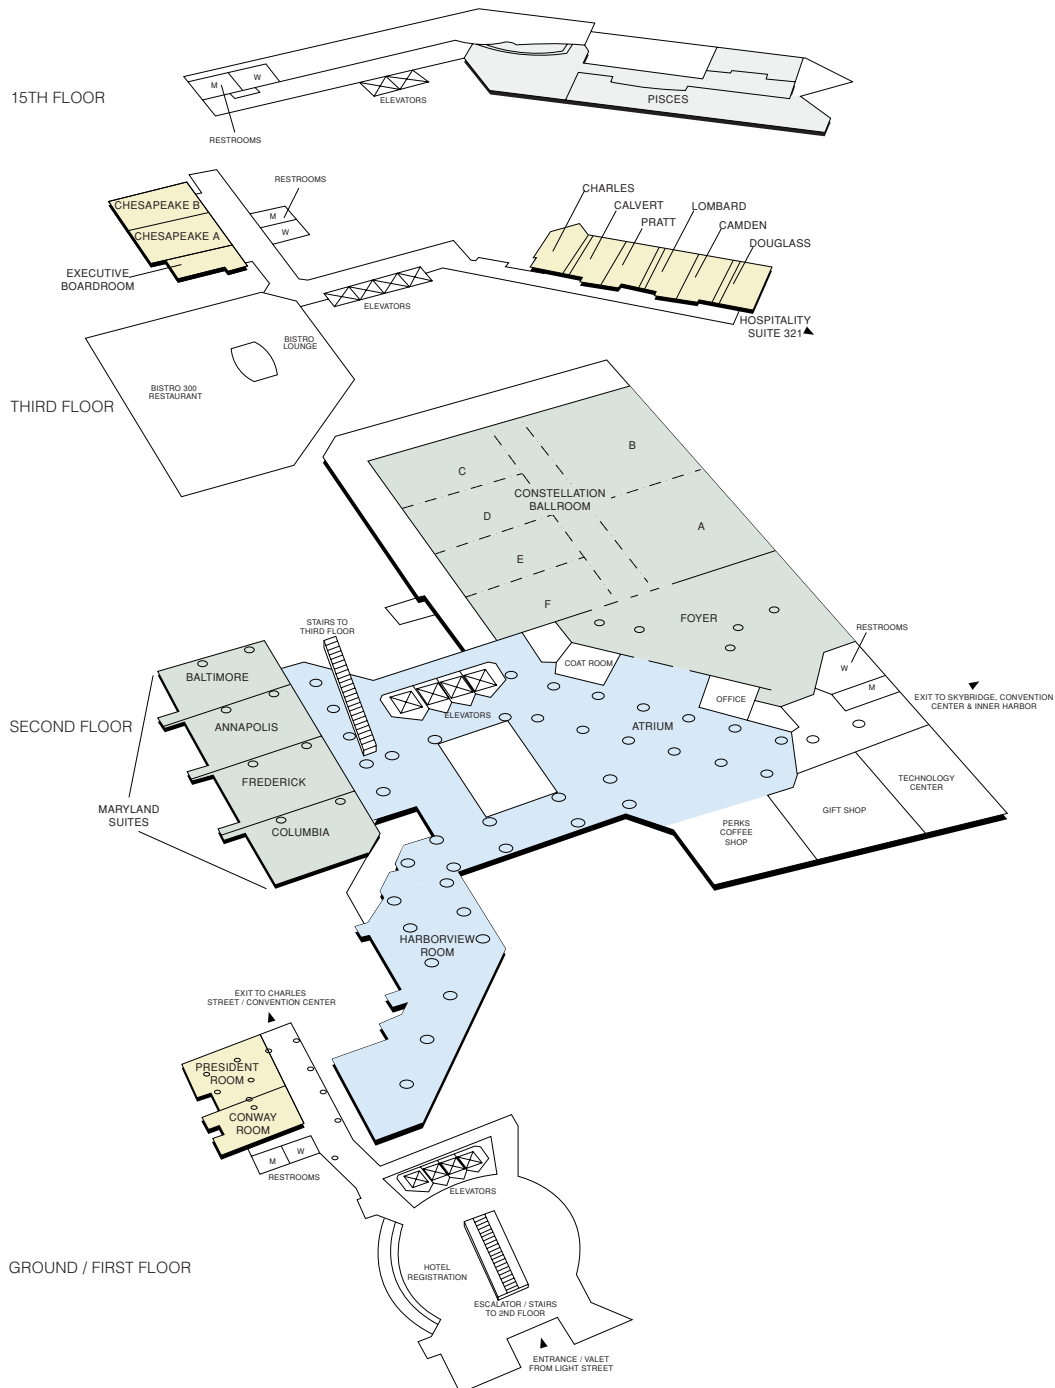 M
W
15TH FLOOR
ELEVATORS
PISCES
RESTROOMS
RESTROOMS
CHARLES
CHESAPEAKE B
CALVERT
LOMBARD
M
PRATT
CAMDEN
W
CHESAPEAKE A
DOUGLASS
EXECUTIVE
BOARDROOM
ELEVATORS
HOSPITALITY
SUITE 321
BISTRO
LOUNGE
BISTRO 300
RESTAURANT
THIRD FLOOR
B
C
CONSTELLATION
BALLROOM
D
A
E
F
FOYER
STAIRS TO
THIRD FLOOR
RESTROOMS
COAT ROOM
W
M
BALTIMORE
OFFICE
EXIT TO SKYBRIDGE, CONVENTION
CENTER & INNER HARBOR
ELEVATORS
SECOND FLOOR
ANNAPOLIS
ATRIUM
FREDERICK
TECHNOLOGY
CENTER
MARYLAND
SUITES
GIFT SHOP
COLUMBIA
PERKS
COFFEE
SHOP
HARBORVIEW
ROOM
EXIT TO CHARLES
STREET / CONVENTION CENTER
PRESIDENT
ROOM
CONWAY
ROOM
W
M
RESTROOMS
ELEVATORS
GROUND / FIRST FLOOR
HOTEL
REGISTRATION
ESCALATOR / STAIRS
TO 2ND FLOOR
ENTRANCE / VALET
FROM LIGHT STREET